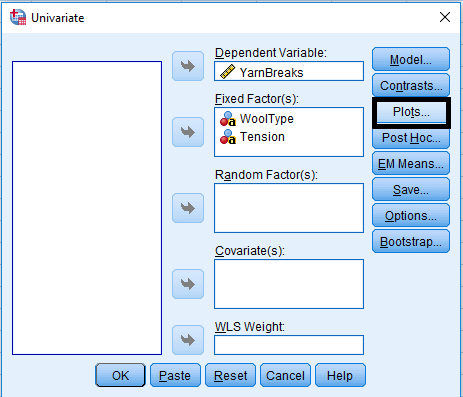 Univariate
Dependent Variable:
YarnBreaks
Fixed Factor(s):
WoolType
Tension
Random Factor(s):
Covariate(s):
WLS Weight:
Model...
Contrasts...
Plots...
Post Hoc...
EM Means...
Save...
Options...
Bootstrap...
OK Paste Reset Cancel Help